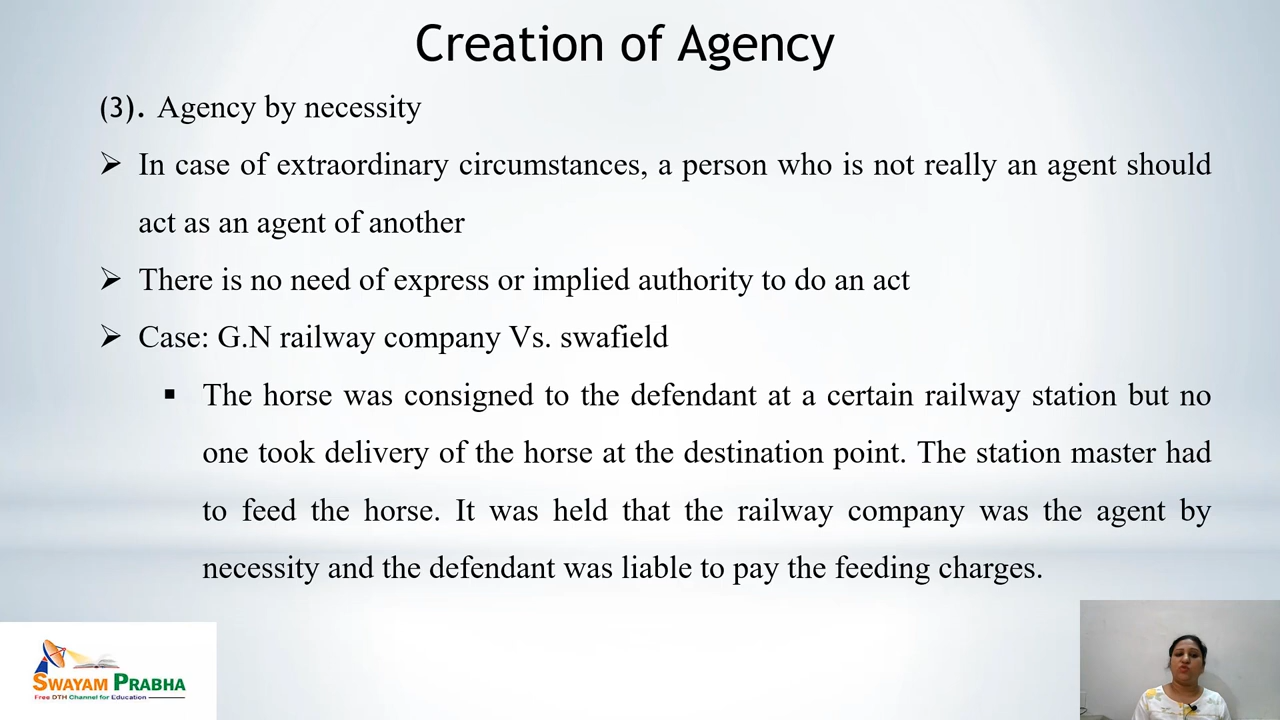 Creation of Agency
(3). Agency by necessity
➢ In case of extraordinary circumstances, a person who is not really an agent should
act as an agent of another
➢ There is no need of express or implied authority to do an act
➢ Case: G.N railway company Vs. swafield
▪ The horse was consigned to the defendant at a certain railway station but no
one took delivery of the horse at the destination point. The station master had
to feed the horse. It was held that the railway company was the agent by
necessity and the defendant was liable to pay the feeding charges.
SWAYAM PRABHA
Free DTH Channel for Education